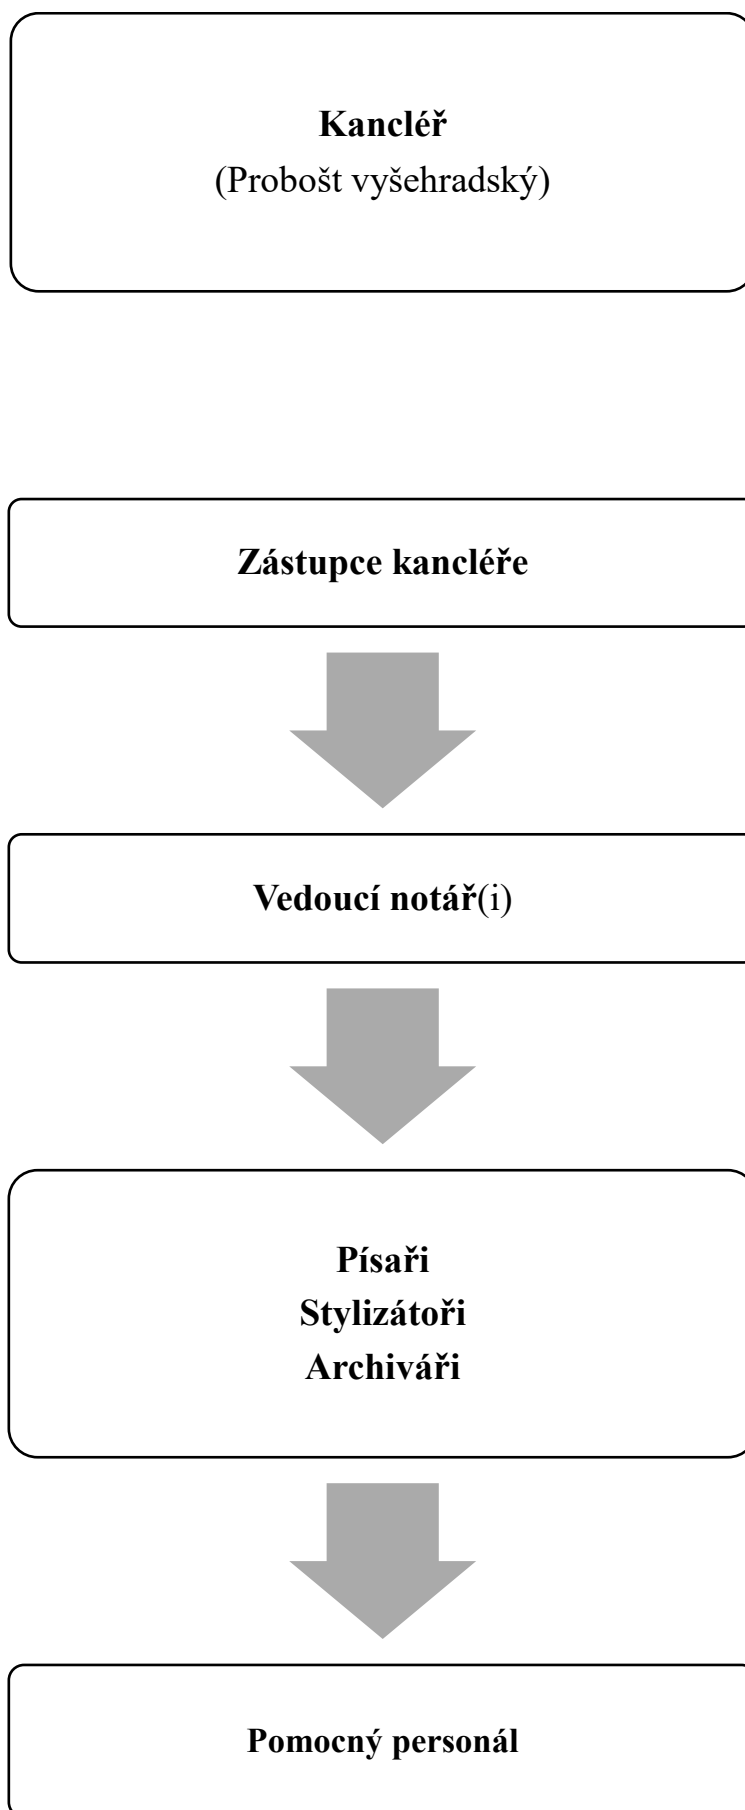 Kancléř
(Probošt vyšehradský)
Zástupce kancléře
Vedoucí notář(i)
Písaři
Stylizátoři
Archiváři
Pomocný personál